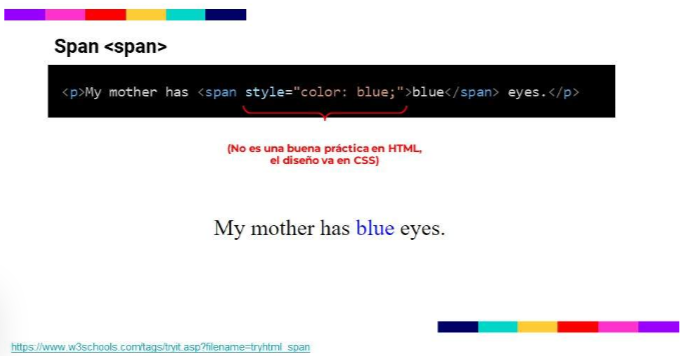 Span <span>
<p>My mother has <span style="color: blue;">blue</span> eyes.</p>
(No es una buena práctica en HTML,
el diseño va en CSS)
My mother has blue eyes.
https://www.w3schools.com/tags/tryit.asp?filename=tryhtml_span